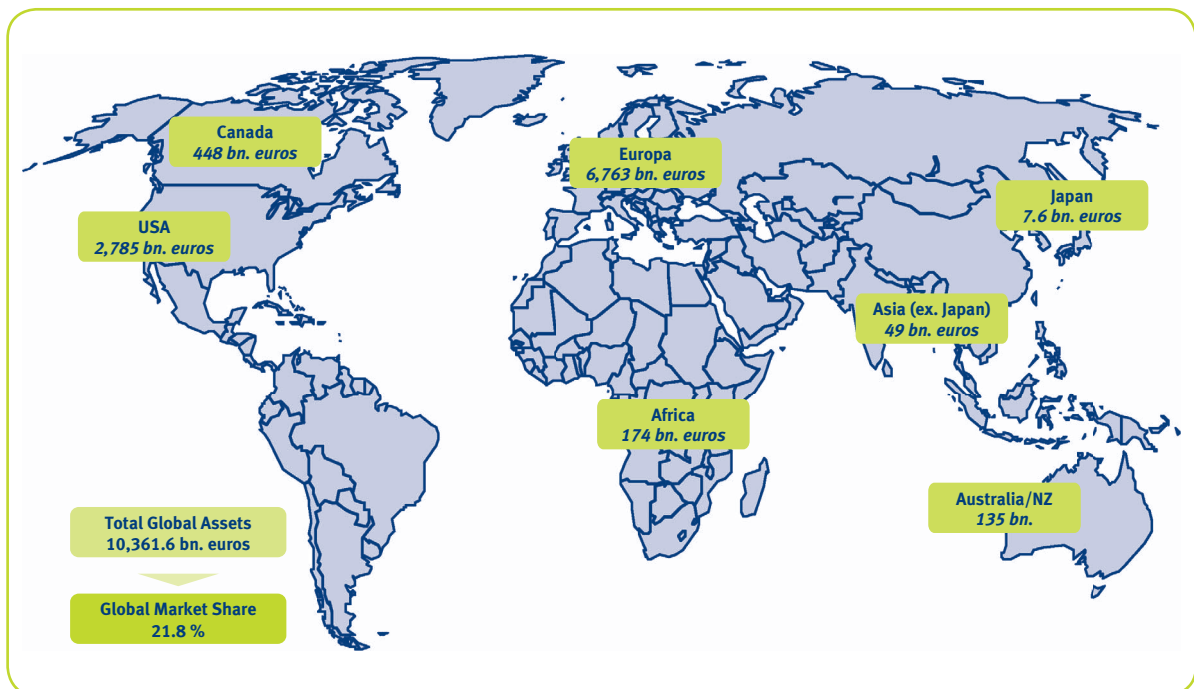 Canada
448 bn. euros
Europa
6,763 bn. euros
Japan
7.6 bn. euros
USA
2,785 bn. euros
Asia (ex. Japan)
49 bn. euros
Africa
174 bn. euros
Australia/NZ
135 bn.
Total Global Assets
10,361.6 bn. euros
Global Market Share
21.8 %